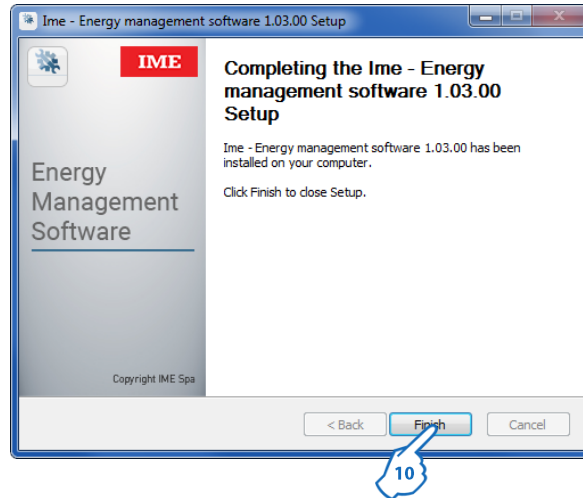 Ime - Energy management software 1.03.00 Setup
IME
Completing the Ime - Energy
management software 1.03.00
Setup
Ime - Energy management software 1.03.00 has been
installed on your computer.
Click Finish to close Setup.
Energy
Management
Software
Copyright IME Spa
< Back
Finish
Cancel
10